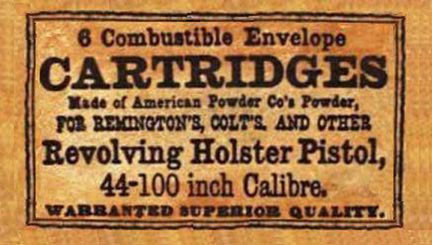 6 Combustible Envelope
CARTRIDGES
Made of American Powder Co's Powder,
FOR REMINGTON'S, COLT'S. AND OTHER
Revolving Holster Pistol,
44-100 inch Calibre.
WARRANTED SUPERIOR QUALITY.